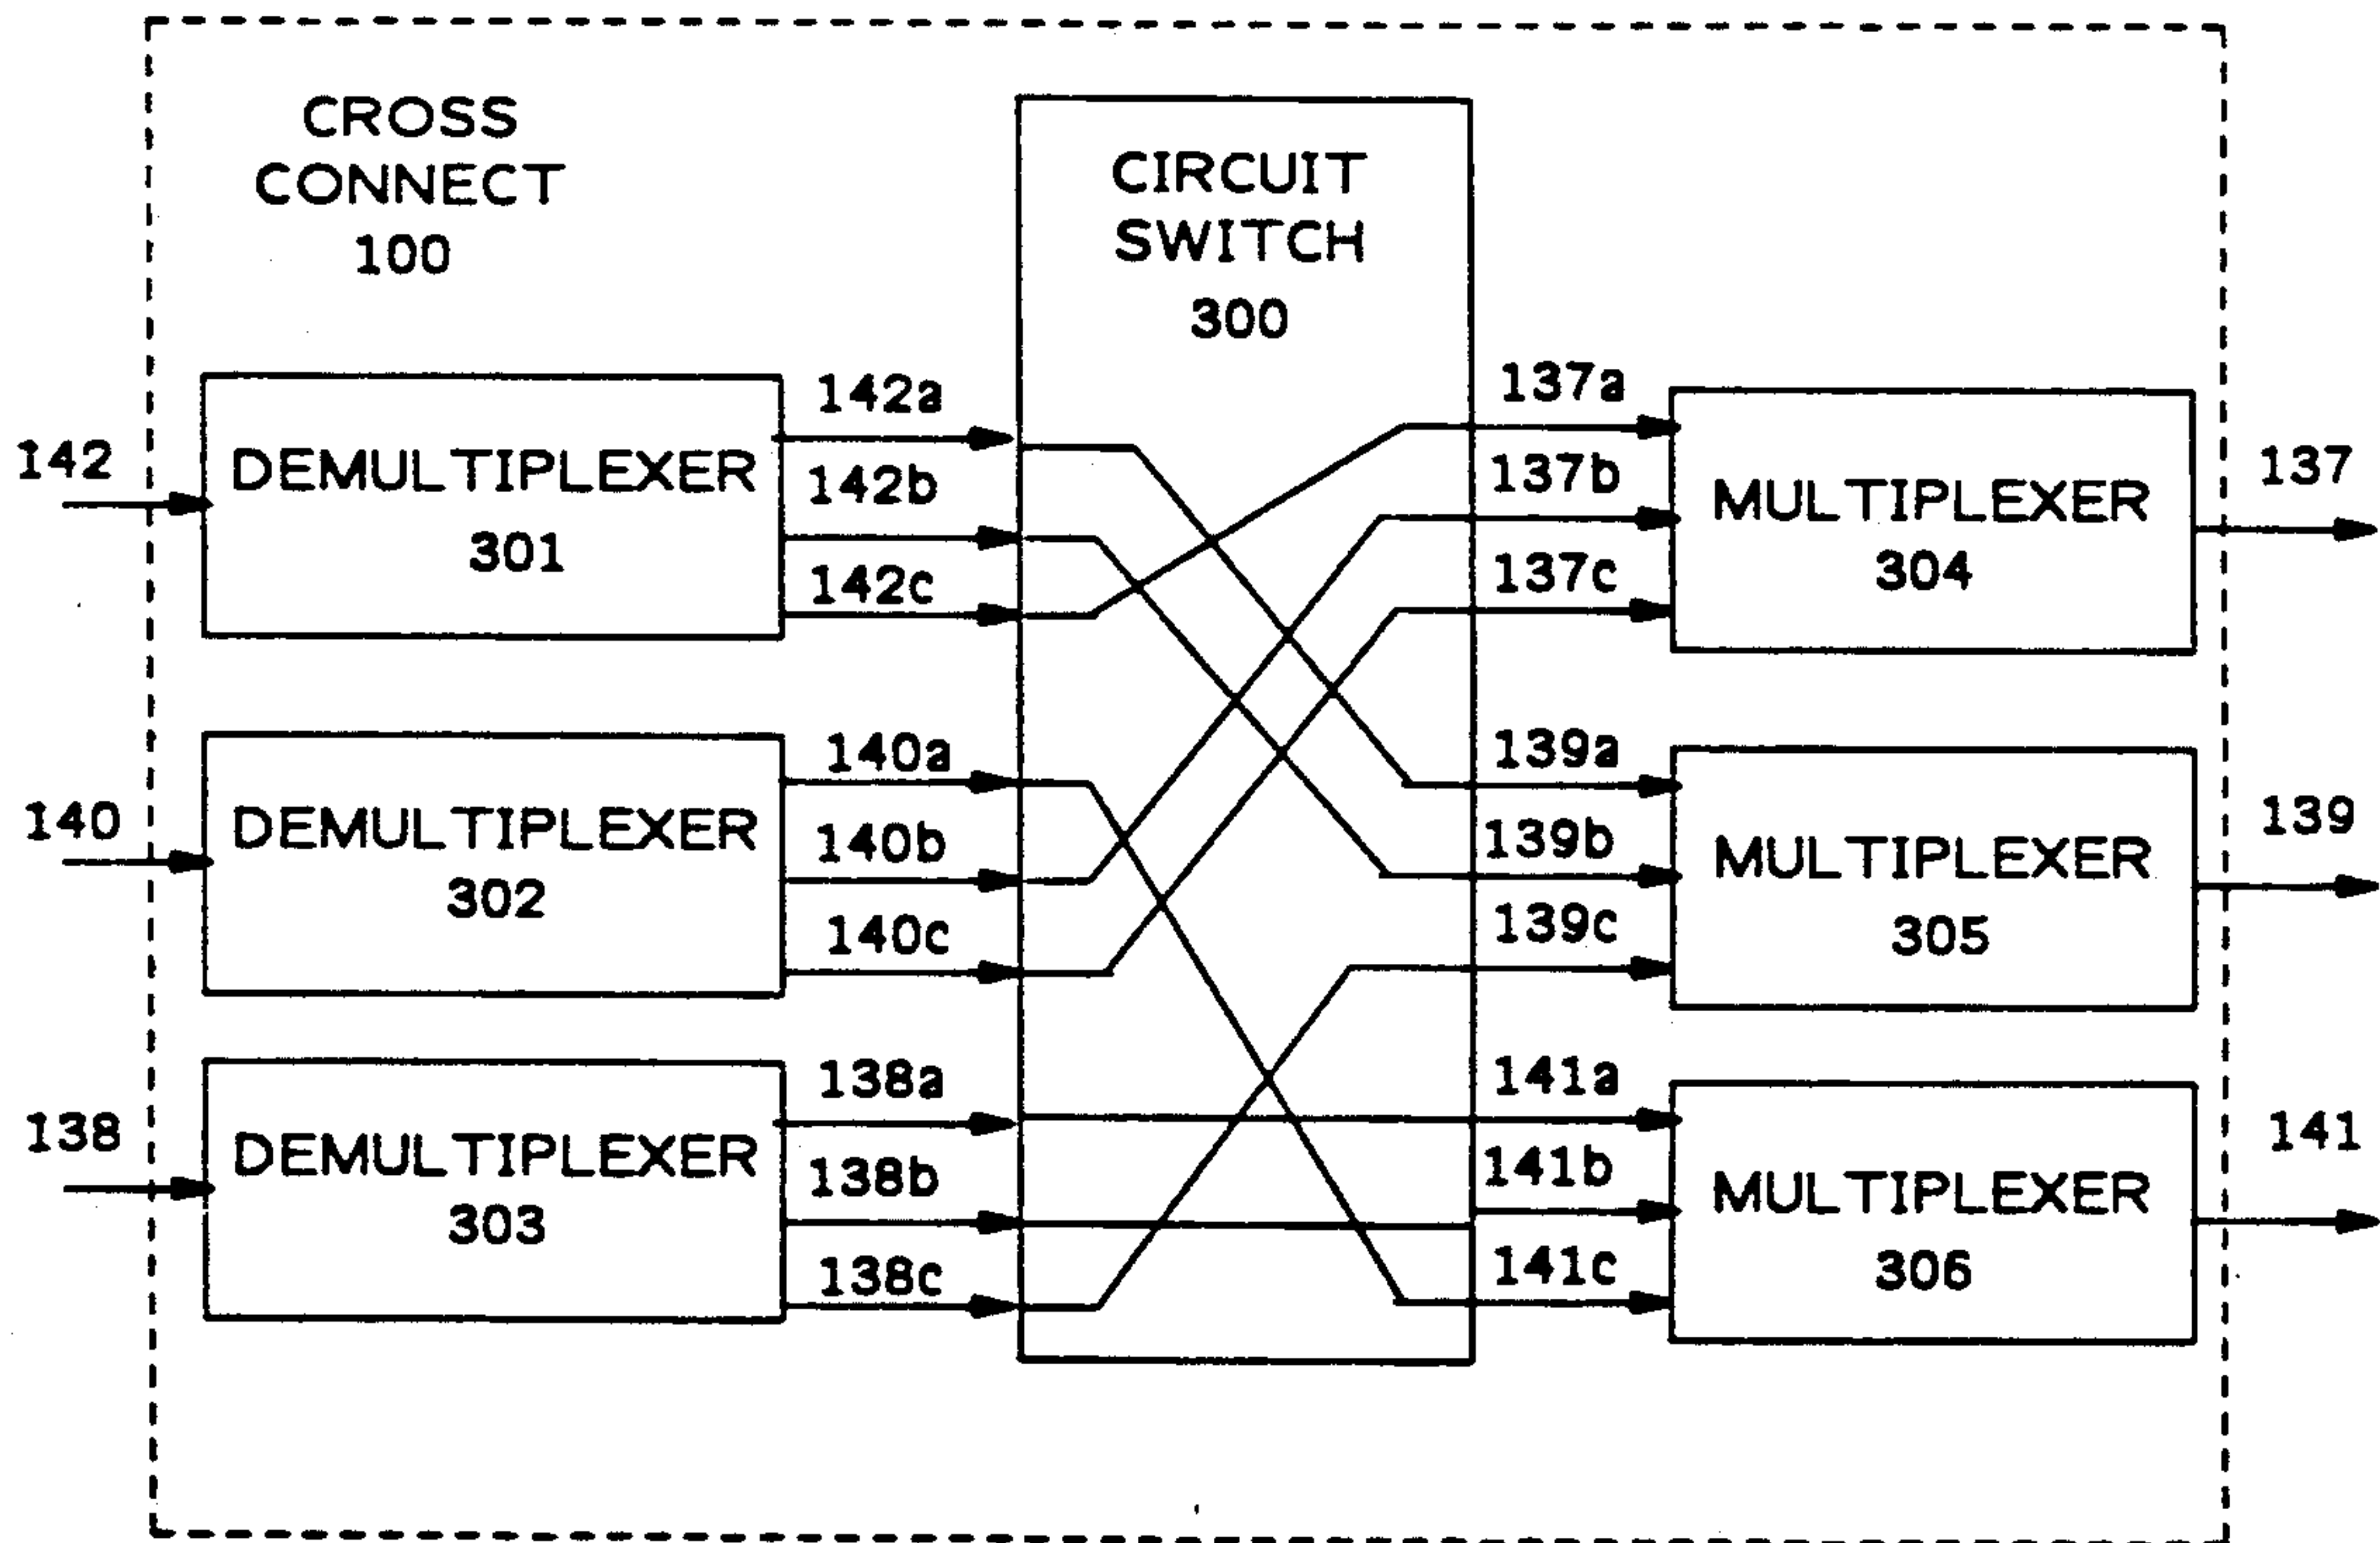 CROSS
CONNECT
100
CIRCUIT
SWITCH
300
142
DEMULTIPLEXER
301
142a
142b
142c
137a
137b
137c
MULTIPLEXER
304
137
140
DEMULTIPLEXER
302
140a
140b
140c
139a
139b
139c
MULTIPLEXER
305
139
138
DEMULTIPLEXER
303
138a
138b
138c
141a
141b
141c
MULTIPLEXER
306
141